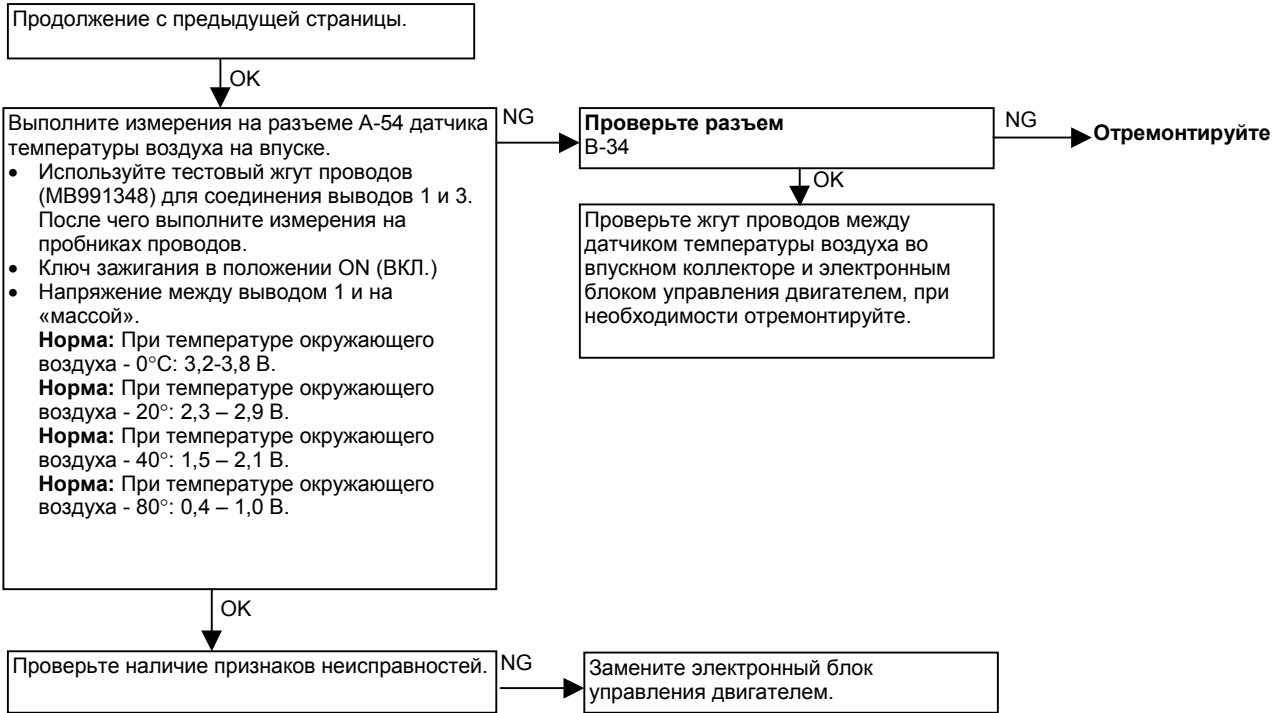 Продолжение с предыдущей страницы.
OK
Выполните измерения на разъеме А-54 датчика
температуры воздуха на впуске.
• Используйте тестовый жгут проводов
(MB991348) для соединения выводов 1 и 3.
После чего выполните измерения на
пробниках проводов.
• Ключ зажигания в положении ON (ВКЛ.)
• Напряжение между выводом 1 и на
«массой».
Норма: При температуре окружающего
воздуха - 0°C: 3,2-3,8 В.
Норма: При температуре окружающего
воздуха - 20°: 2,3 – 2,9 В.
Норма: При температуре окружающего
воздуха - 40°: 1,5 – 2,1 В.
Норма: При температуре окружающего
воздуха - 80°: 0,4 – 1,0 В.
NG
Проверьте разъем
B-34
NG
Отремонтируйте
OK
Проверьте жгут проводов между
датчиком температуры воздуха во
впускном коллекторе и электронным
блоком управления двигателем, при
необходимости отремонтируйте.
OK
Проверьте наличие признаков неисправностей.
NG
Замените электронный блок
управления двигателем.